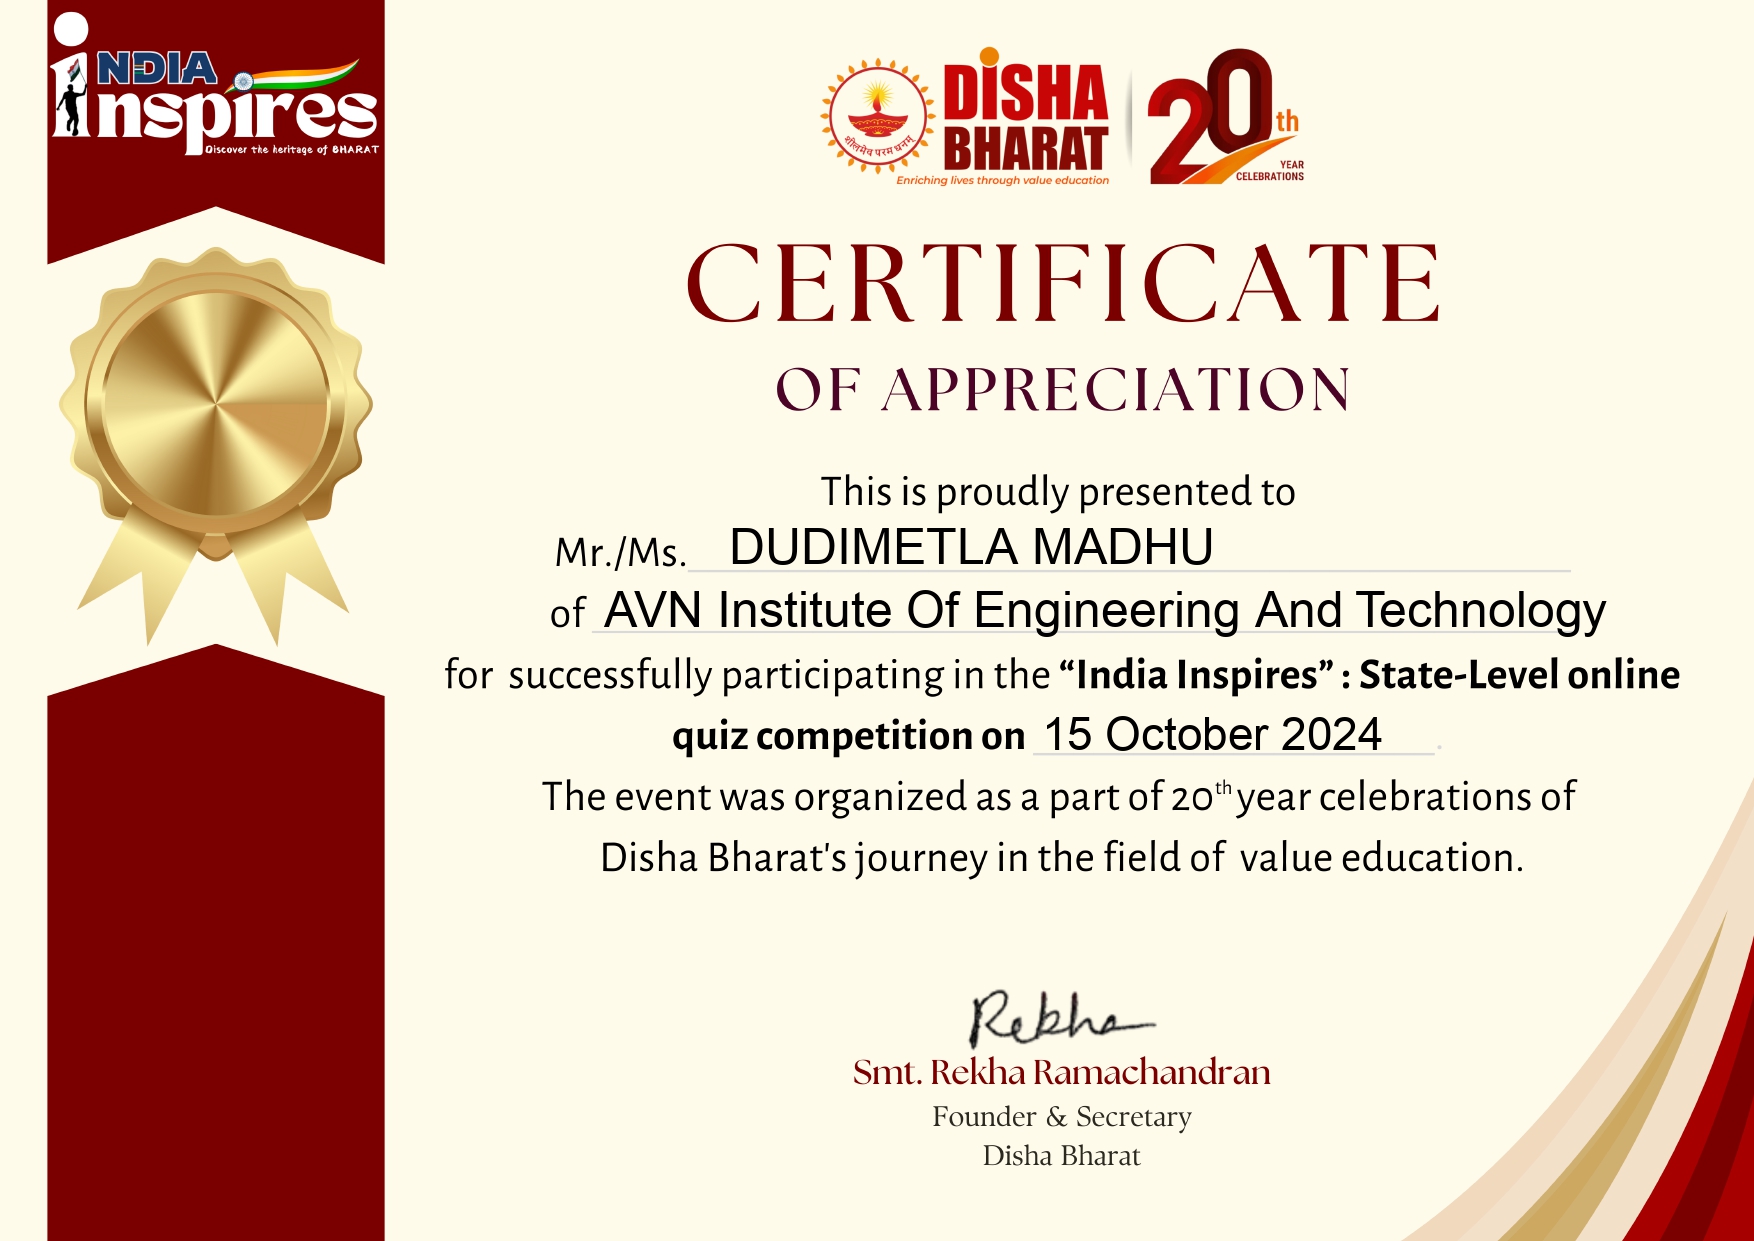 iNDIA
inspires
Discover the heritage of BHARAT
शीलमेव परम धनम्
DiSHA
BHARAT
Enriching lives through value education
20th
YEAR
CELEBRATIONS
CERTIFICATE
OF APPRECIATION
This is proudly presented to
Mr./Ms. DUDIMETLA MADHU
of AVN Institute Of Engineering And Technology
for successfully participating in the “India Inspires” : State-Level online
quiz competition on 15 October 2024 .
The event was organized as a part of 20th year celebrations of
Disha Bharat's journey in the field of value education.
Rekha
Smt. Rekha Ramachandran
Founder & Secretary
Disha Bharat